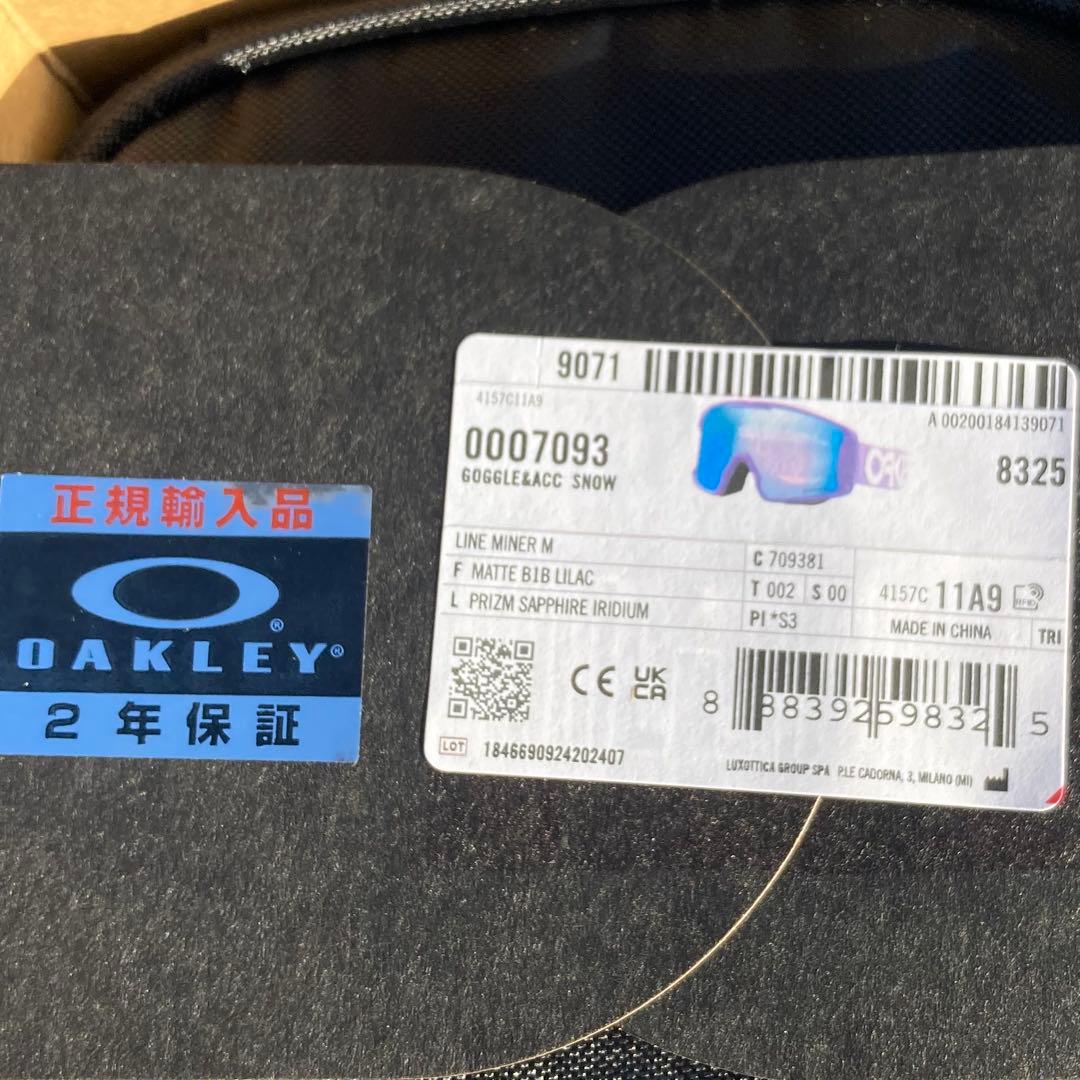 正規輸入品
OAKLEY®
2年保証
9071
4157C11A9
A 00200184139071
0007093
8325
GOGGLE&ACC SNOW
LINE MINER M
F MATTE B1B LILAC
L PRIZM SAPPHIRE IRIDIUM
C 709381
T 002 S 00
PI *S3
4157C 11A9 RFID
MADE IN CHINA
TRI
CE UK CA
8 88392698325
LOT 1846690924202407
LUXOTTICA GROUP SPA P.LE CADORNA, 3, MILANO (MI)